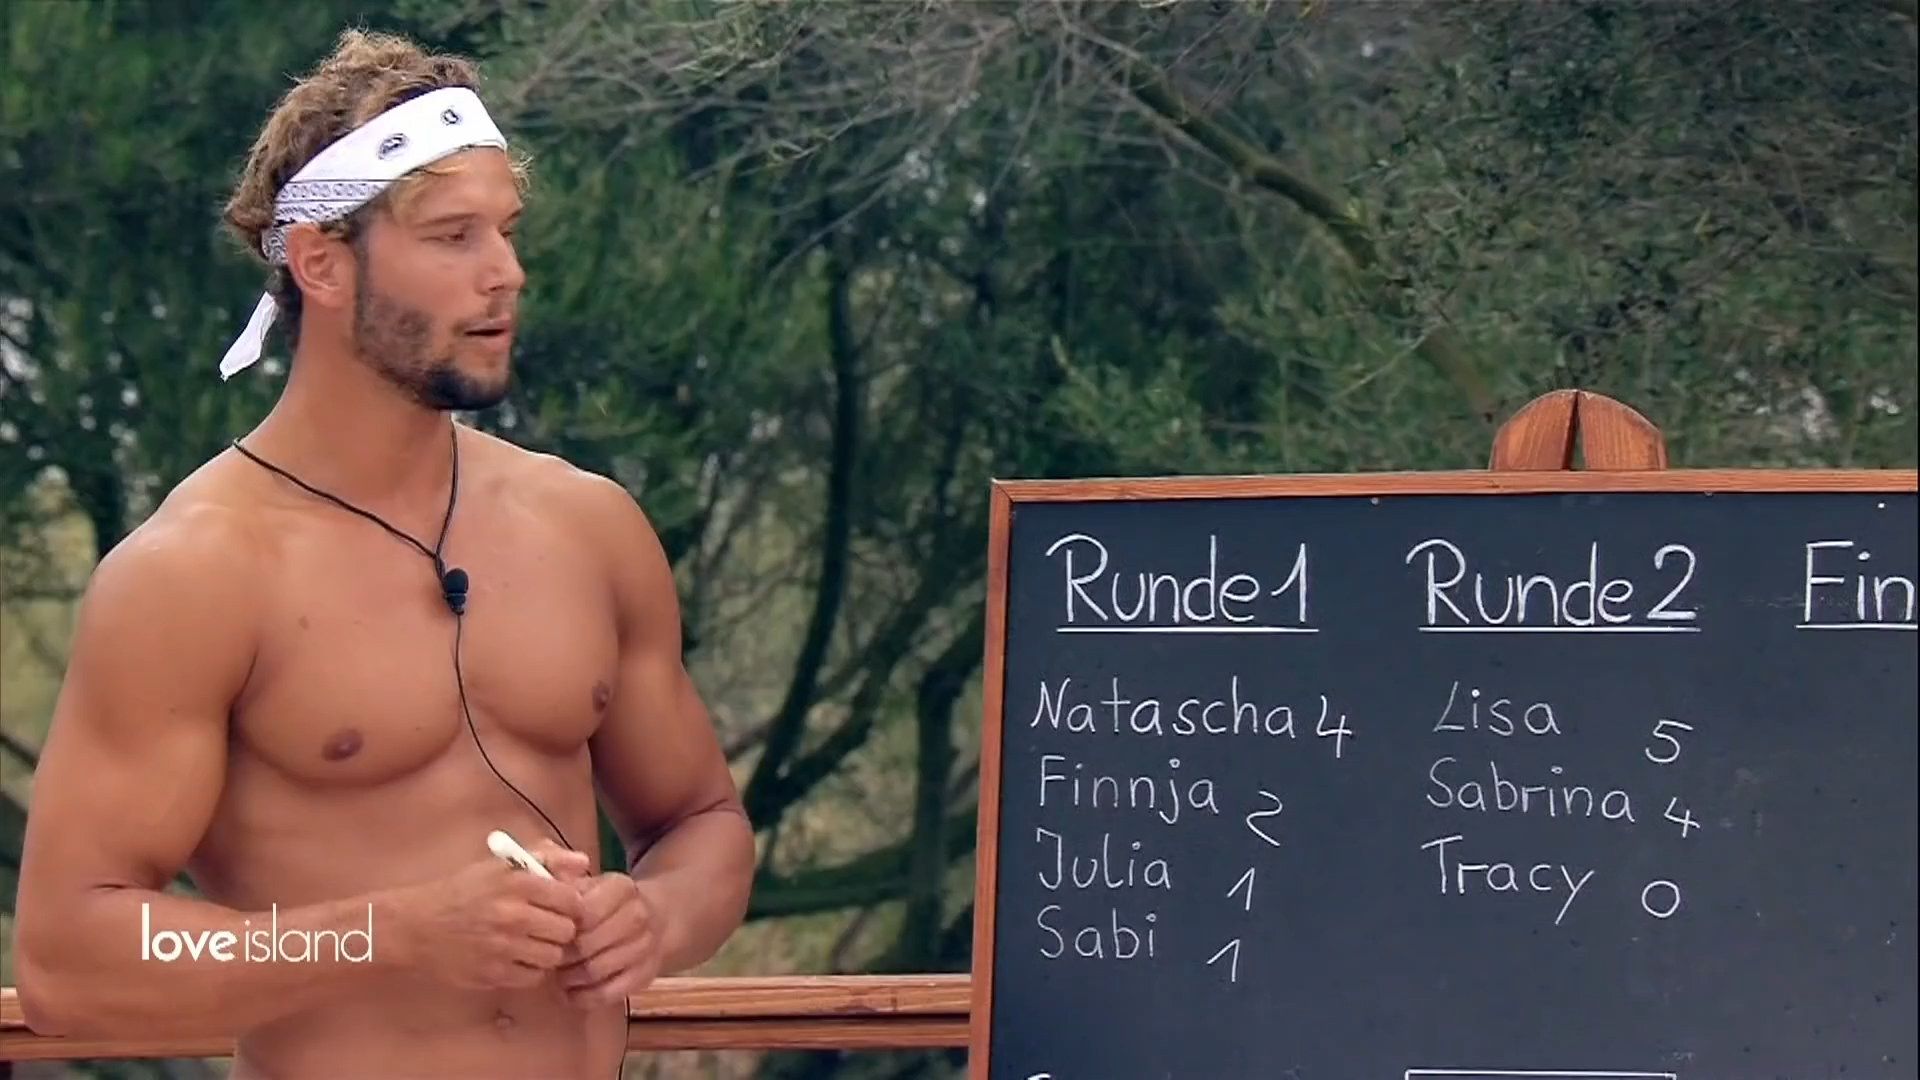 Runde 1
Natascha 4
Finnja 2
Julia 1
Sabi 1
Runde 2
Lisa 5
Sabrina 4
Tracy 0
Fin
love island